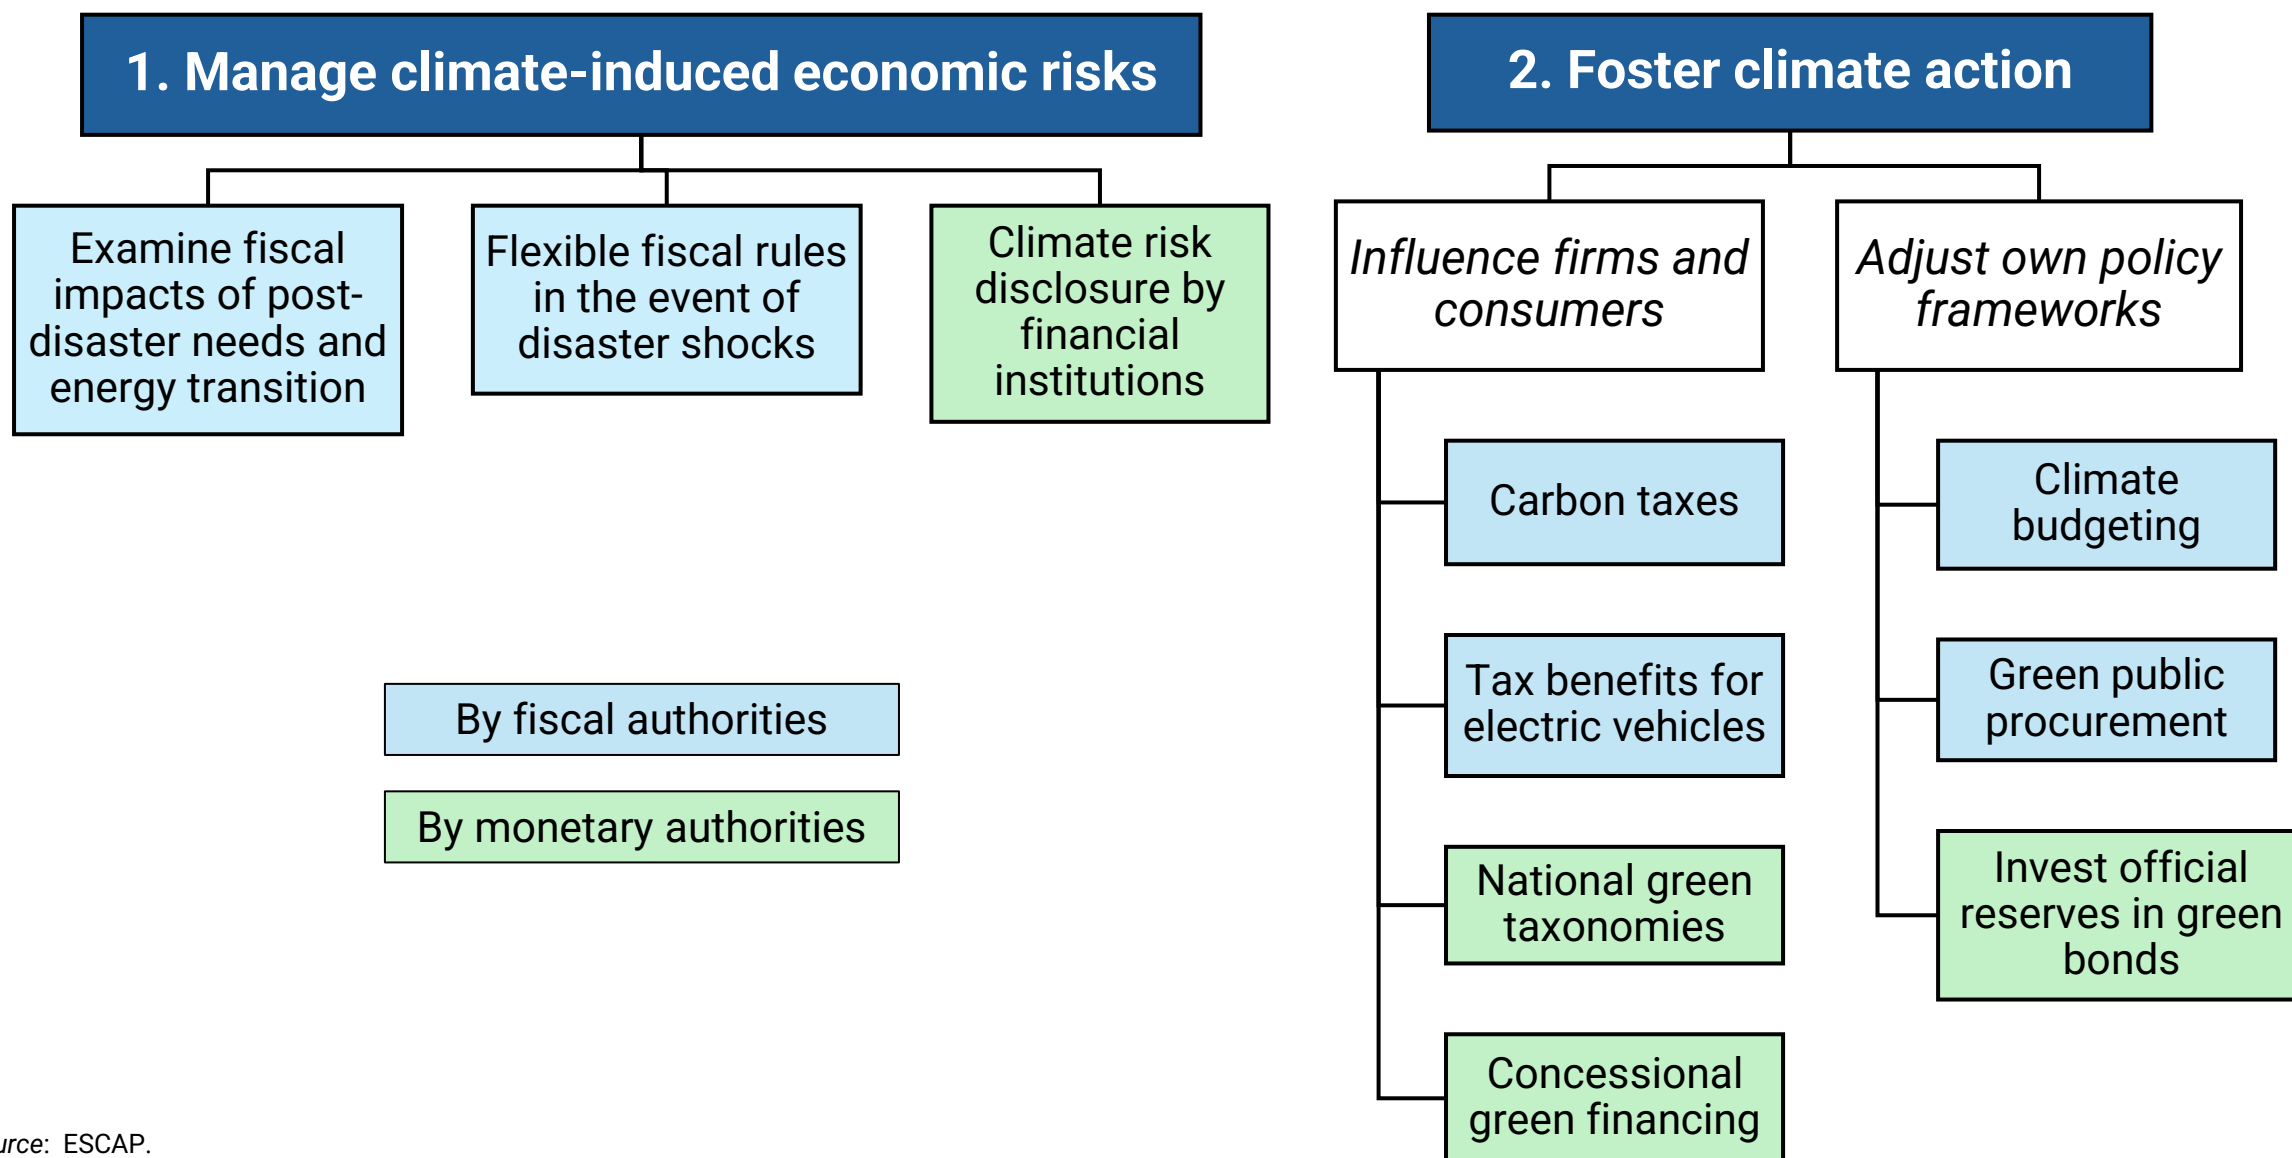 1. Manage climate-induced economic risks
Examine fiscal
impacts of post-
disaster needs and
energy transition
Flexible fiscal rules
in the event of
disaster shocks
Climate risk
disclosure by
financial
institutions
By fiscal authorities
By monetary authorities
2. Foster climate action
Influence firms and
consumers
Carbon taxes
Tax benefits for
electric vehicles
National green
taxonomies
Concessional
green financing
Adjust own policy
frameworks
Climate
budgeting
Green public
procurement
Invest official
reserves in green
bonds
urce: ESCAP.